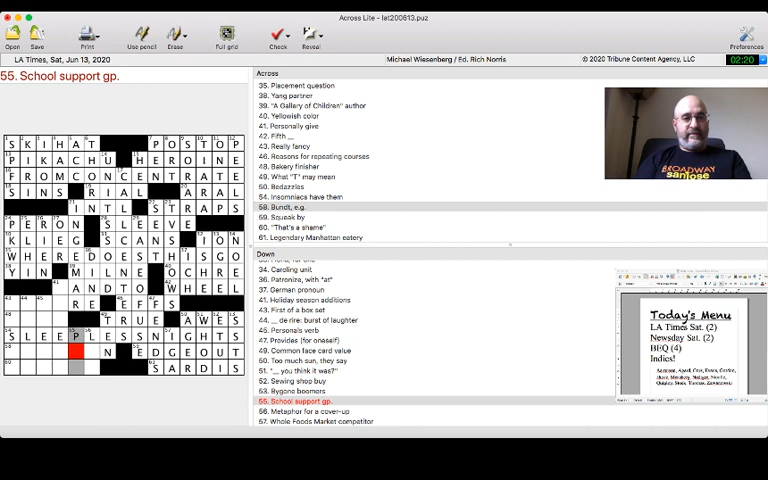 Across Lite - lat200613.puz
Open Save Print Use pencil Erase Full grid Check Reveal Preferences
LA Times, Sat, Jun 13, 2020
Michael Wiesenberg / Ed. Rich Norris
© 2020 Tribune Content Agency, LLC
02:20
55. School support gp.
SKIHAT POSTOP
PIKACHU HEROINE
FROMCONCENTRATE
SINS RIAL ARAL
INTL STRAPS
PERON SLEEVE
KLIEG SCANS ION
WHEREDOESTHISGO
YIN MILNE OCHRE
ANDTO WHEEL
RE EFFS
TRUE AWES
SLEEPLESSNIGHTS
N EDGEOUT
SARDIS
Across
35. Placement question
38. Yang partner
39. "A Gallery of Children" author
40. Yellowish color
41. Personally give
42. Fifth __
43. Really fancy
46. Reasons for repeating courses
48. Bakery finisher
49. What "T" may mean
50. Bedazzles
54. Insomniacs have them
58. Bundt, e.g.
59. Squeak by
60. "That's a shame"
61. Legendary Manhattan eatery
Down
34. Caroling unit
36. Patronize, with "at"
37. German pronoun
41. Holiday season additions
43. First of a box set
44. __ de rire: burst of laughter
45. Personals verb
47. Provides (for oneself)
49. Common face card value
50. Too much sun, they say
51. "__ you think it was?"
52. Sewing shop buy
53. Bygone boomers
55. School support gp.
56. Metaphor for a cover-up
57. Whole Foods Market competitor
BROADWAY
sanjose
Today's Menu
LA Times Sat. (2)
Newsday Sat. (2)
BEQ (4)
Indies!